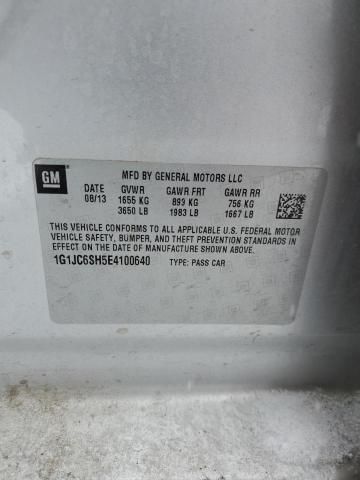 GM
MFD BY GENERAL MOTORS LLC
DATE GVWR GAWR FRT GAWR RR
08/13 1655 KG 899 KG 756 KG
3650 LB 1983 LB 1667 LB
THIS VEHICLE CONFORMS TO ALL APPLICABLE U.S. FEDERAL MOTOR
VEHICLE SAFETY, BUMPER, AND THEFT PREVENTION STANDARDS IN
EFFECT ON THE DATE OF MANUFACTURE SHOWN ABOVE.
1G1JC6SH5E4100640 TYPE: PASS CAR